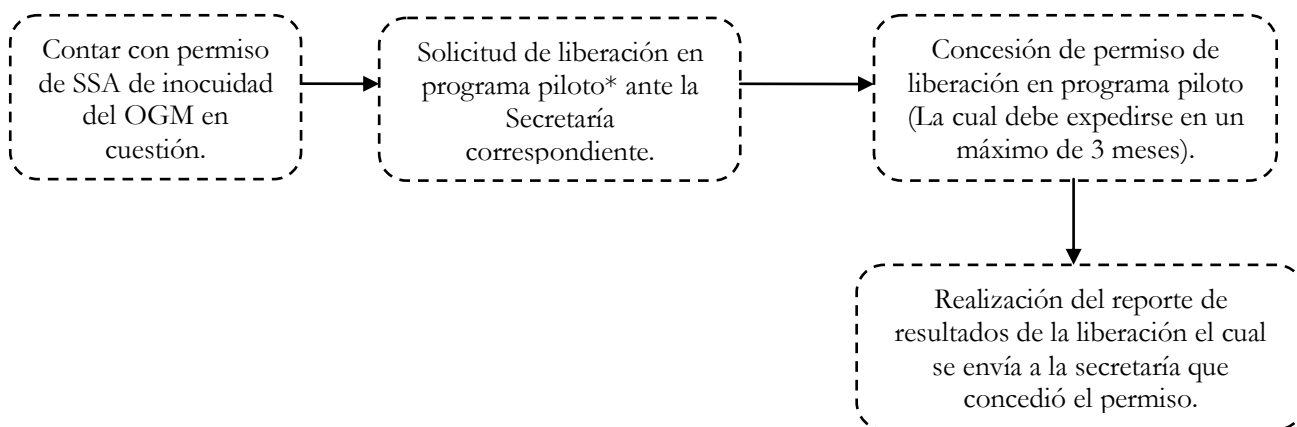 Contar con permiso
de SSA de inocuidad
del OGM en
cuestión.
Solicitud de liberación en
programa piloto* ante la
Secretaría
correspondiente.
Concesión de permiso de
liberación en programa piloto
(La cual debe expedirse en un
máximo de 3 meses).
Realización del reporte de
resultados de la liberación el cual
se envía a la secretaría que
concedió el permiso.